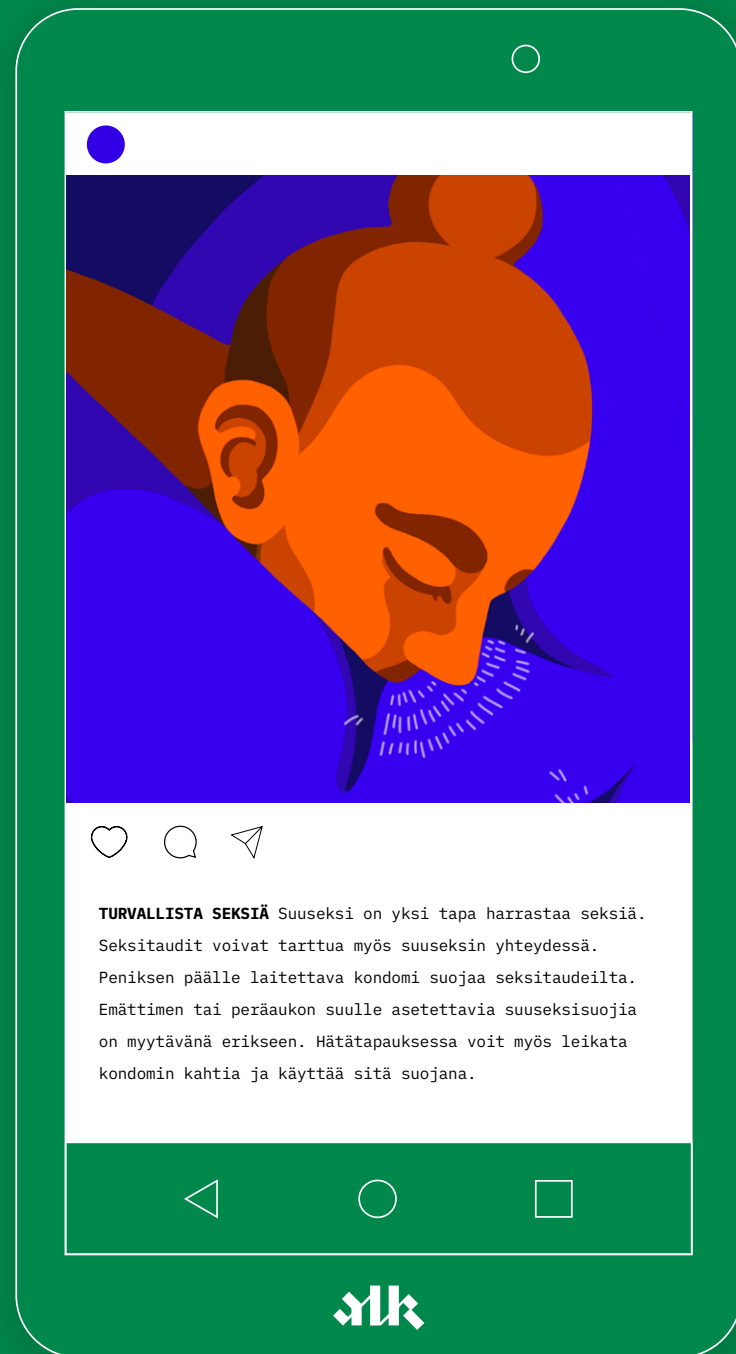 TURVALLISTA SEKSIÄ Suuseksi on yksi tapa harrastaa seksiä.
Seksitaudit voivat tarttua myös suuseksin yhteydessä.
Peniksen päälle laitettava kondomi suojaa seksitaudeilta.
Emättimen tai peräaukon suulle asetettavia suuseksisuojia
on myytävänä erikseen. Hätätapauksessa voit myös leikata
kondomin kahtia ja käyttää sitä suojana.